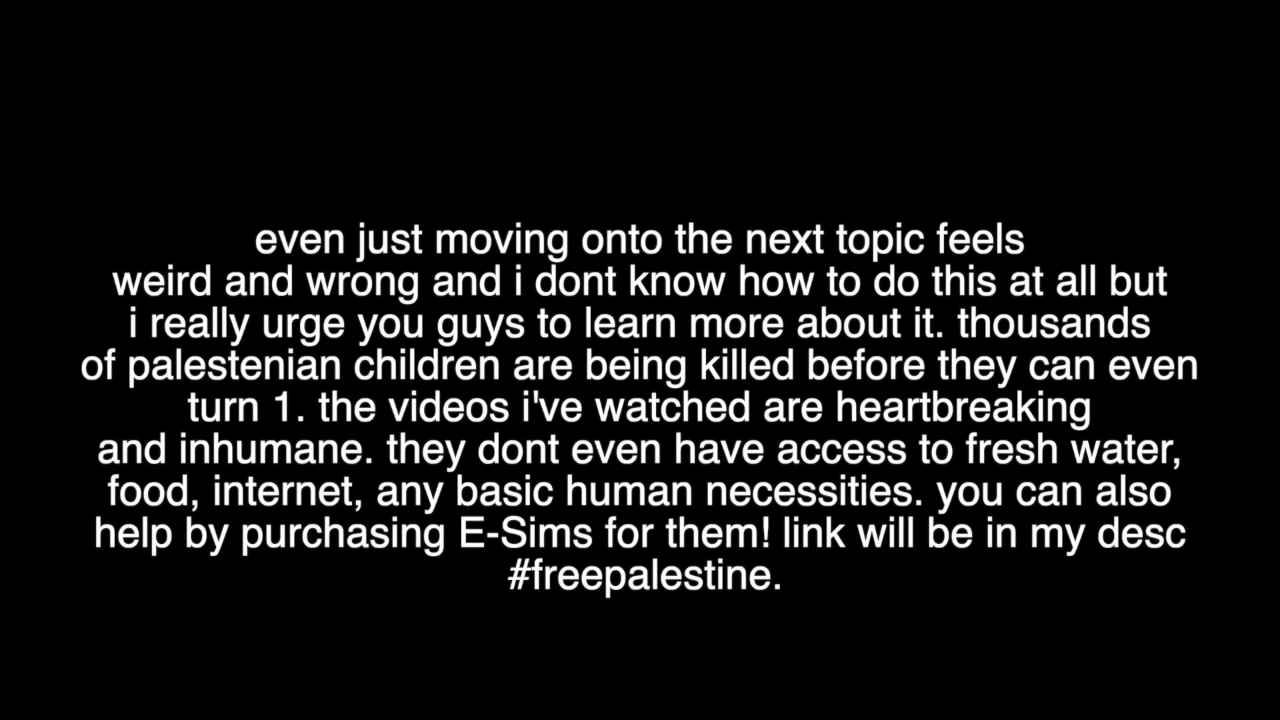 even just moving onto the next topic feels
weird and wrong and i dont know how to do this at all but
i really urge you guys to learn more about it. thousands
of palestenian children are being killed before they can even
turn 1. the videos i've watched are heartbreaking
and inhumane. they dont even have access to fresh water,
food, internet, any basic human necessities. you can also
help by purchasing E-Sims for them! link will be in my desc
#freepalestine.